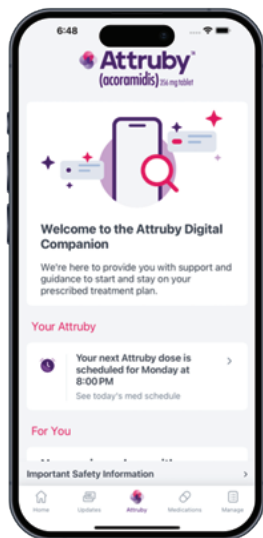 6:48
Attruby™
(acoramidis) 356 mg tablet
Welcome to the Attruby Digital
Companion
We're here to provide you with support and
guidance to start and stay on your
prescribed treatment plan.
Your Attruby
Your next Attruby dose is
scheduled for Monday at
8:00 PM
See today's med schedule
For You
Important Safety Information
Home
Updates
Attruby
Medications
Manage